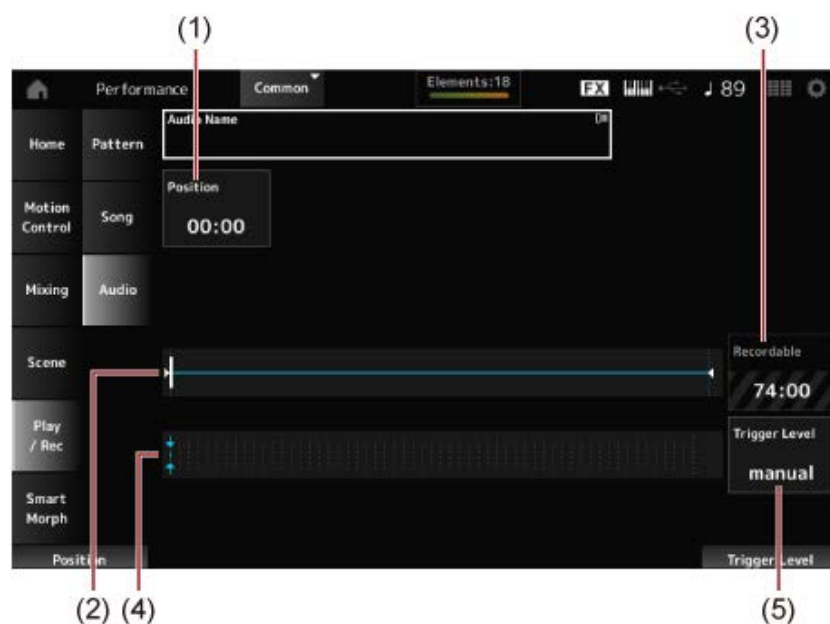 (1) (3)
Performance Common Elements:18 FX 89
Home Pattern Audio Name
Position
00:00
Motion
Control
Song
Mixing Audio
Scene
Recordable
74:00
Play
/ Rec
Trigger Level
manual
Smart
Morph
Position Trigger Level
(2) (4) (5)